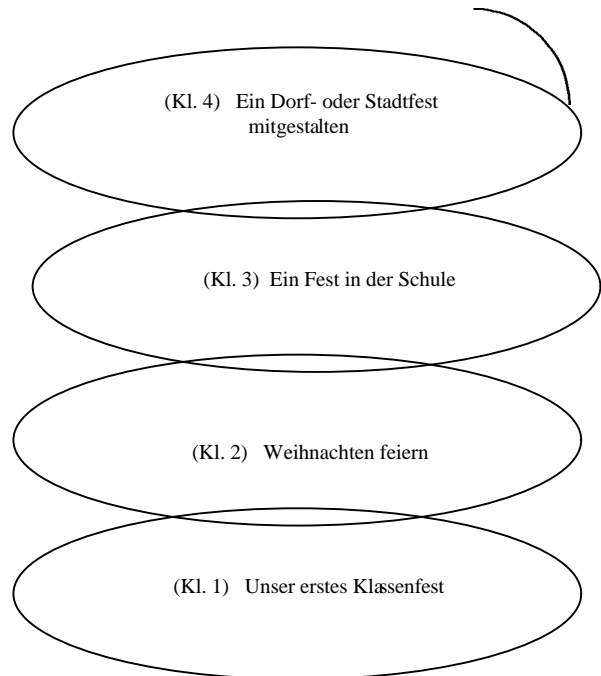 (Kl. 4) Ein Dorf- oder Stadtfest
mitgestalten
(Kl. 3) Ein Fest in der Schule
(Kl. 2) Weihnachten feiern
(Kl. 1) Unser erstes Klassenfest